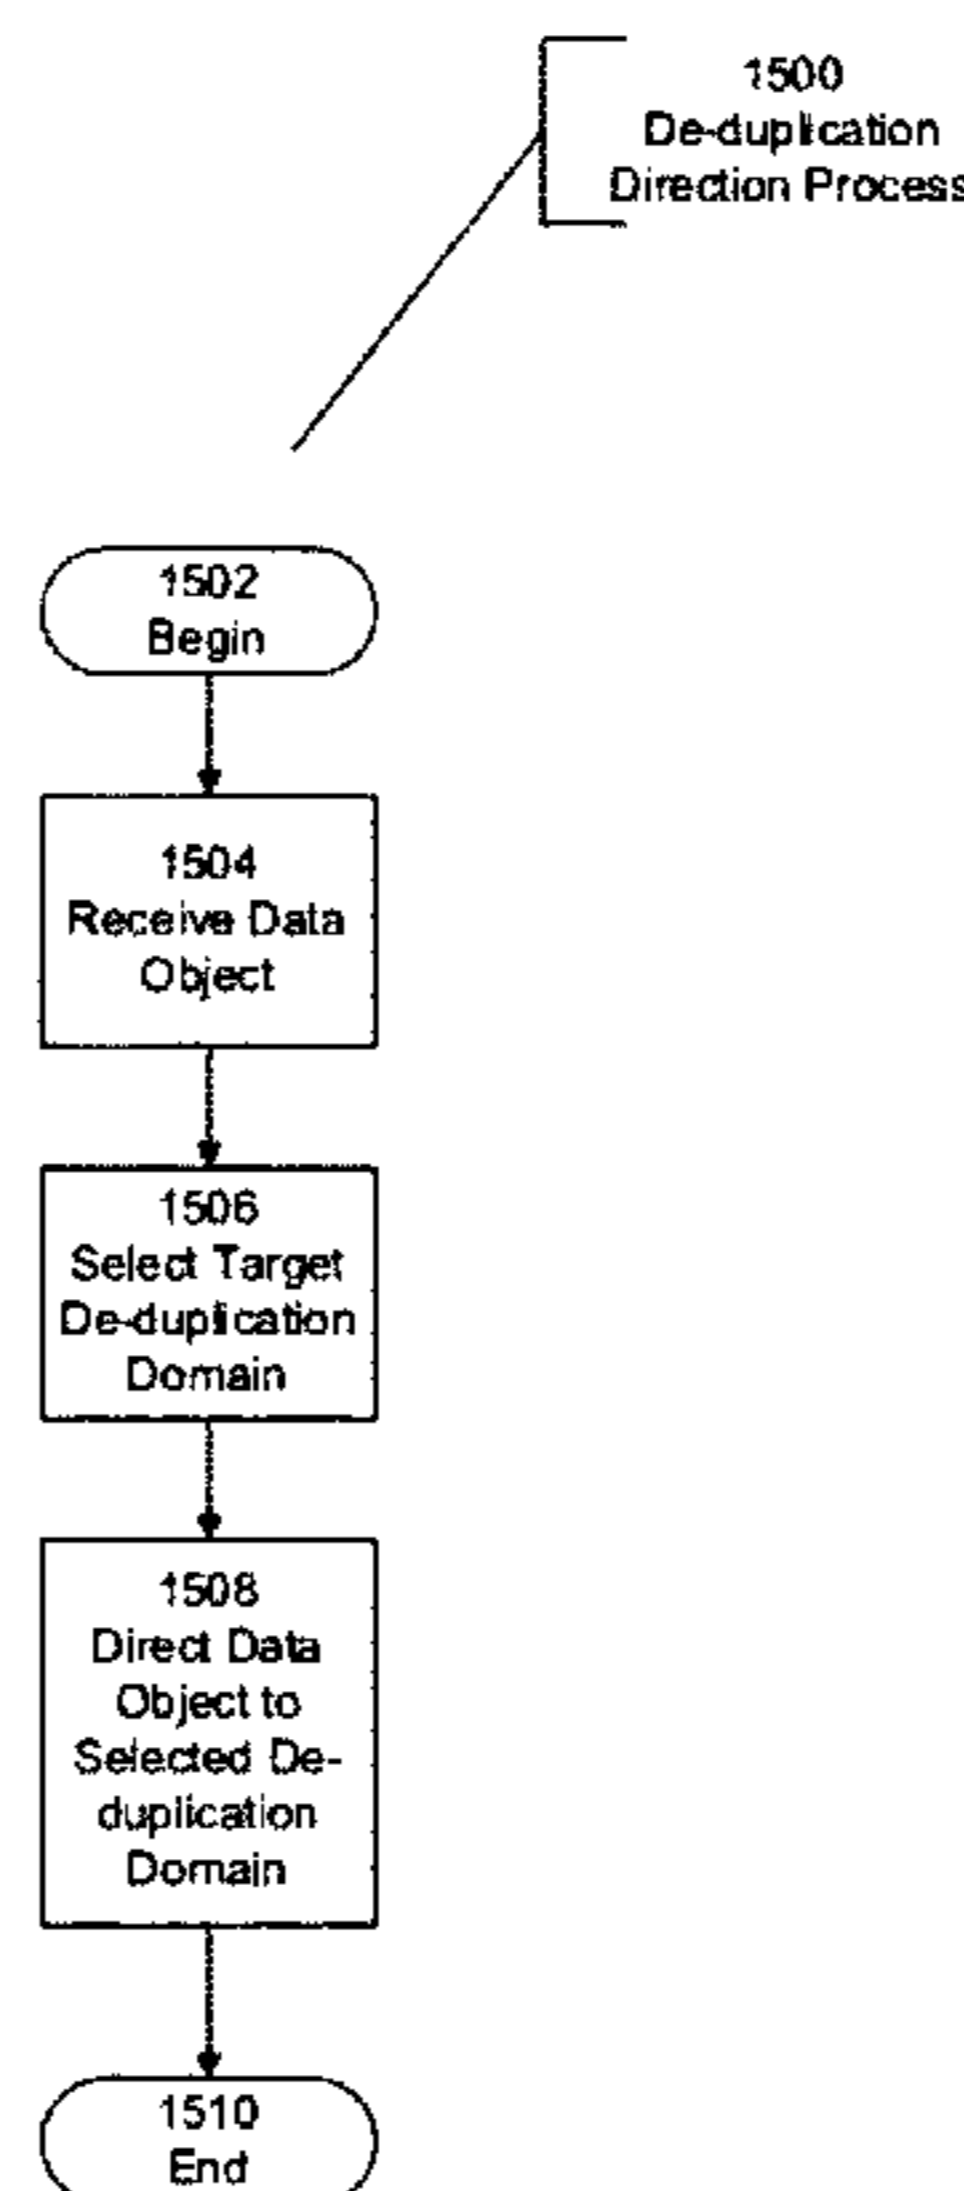 1500
De-duplication
Direction Process
1502
Begin
1504
Receive Data
Object
1506
Select Target
De-duplication
Domain
1508
Direct Data
Object to
Selected De-
duplication
Domain
1510
End